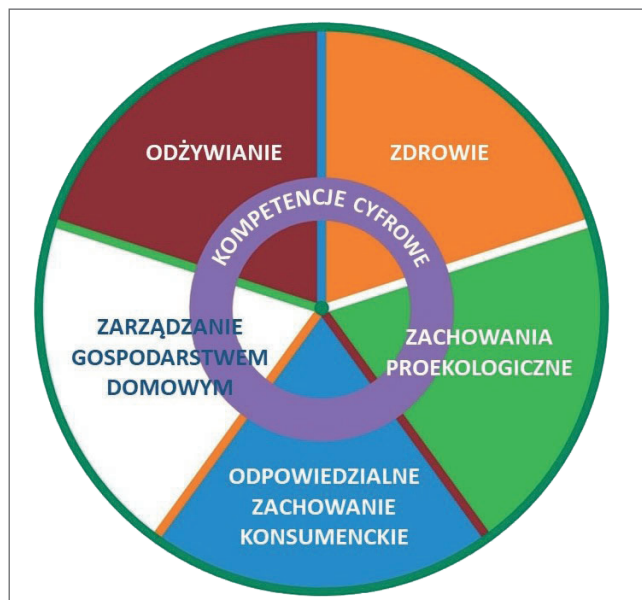 ODŻYWIANIE
ZDROWIE
KOMPETENCJE CYFROWE
ZARZĄDZANIE
GOSPODARSTWEM
DOMOWYM
ZACHOWANIA
PROEKOLOGICZNE
ODPOWIEDZIALNE
ZACHOWANIE
KONSUMENCKIE